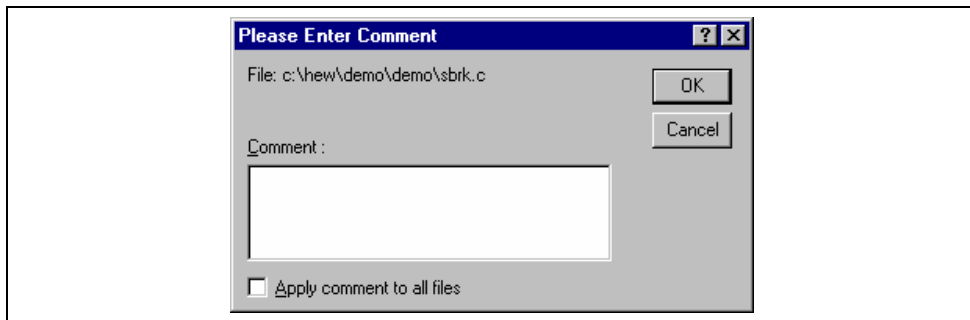 Please Enter Comment
File: c:\hew\demo\demo\sbrk.c
OK
Cancel
Comment :
Apply comment to all files